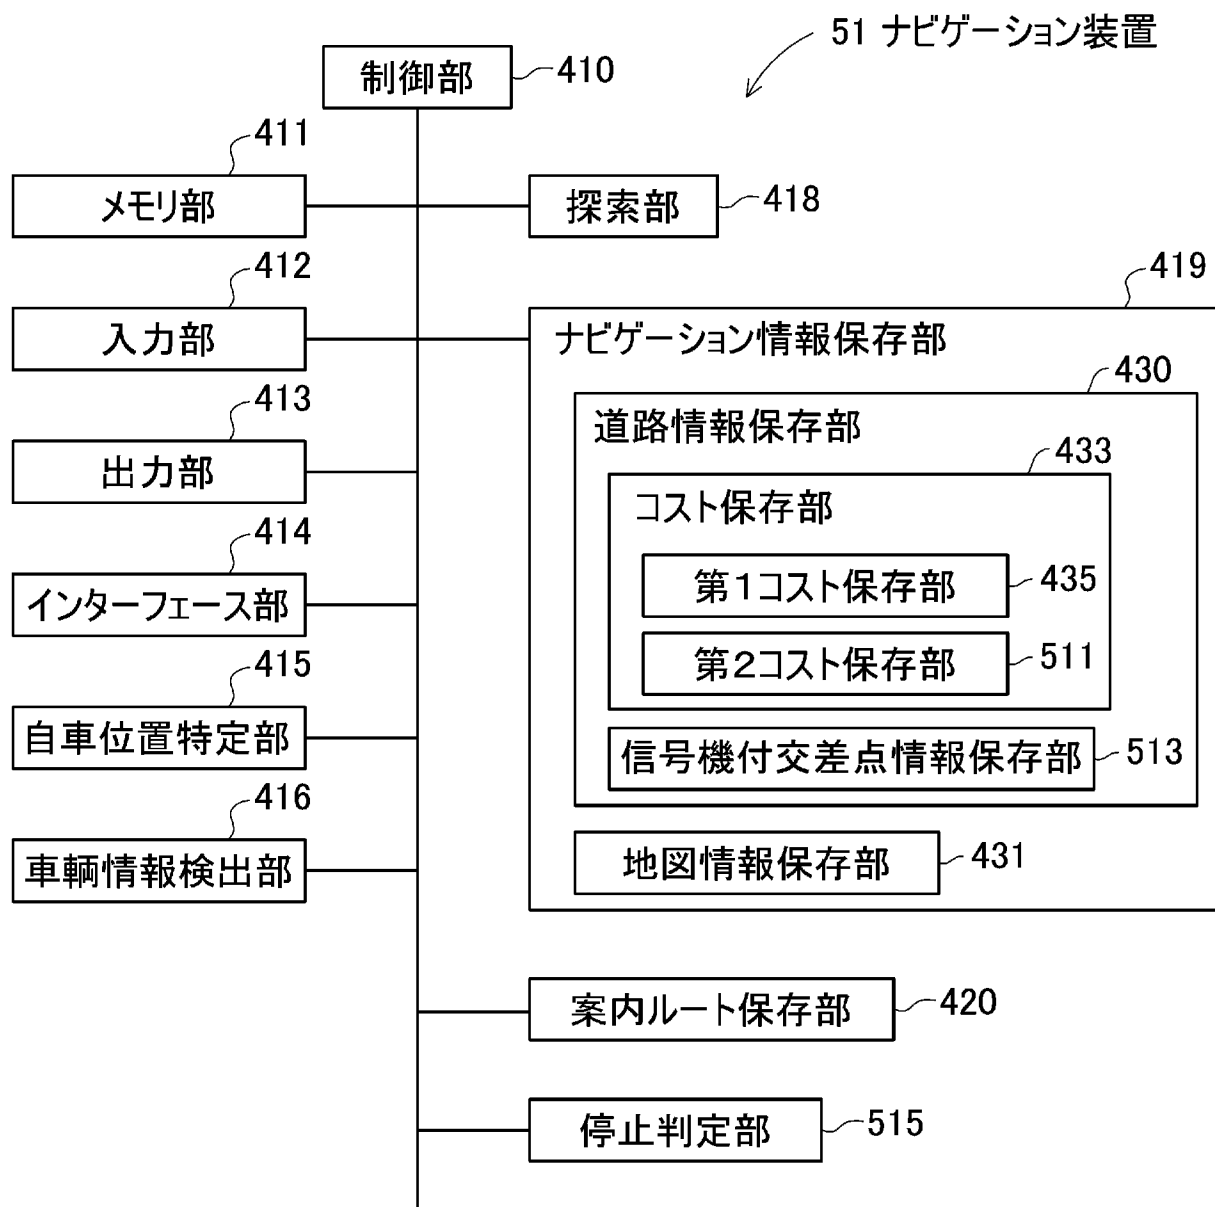 51 ナビゲーション装置
制御部 410
411
メモリ部
探索部 418
412
入力部
419
ナビゲーション情報保存部
430
道路情報保存部
433
コスト保存部
第1コスト保存部 435
第2コスト保存部 511
信号機付交差点情報保存部 513
地図情報保存部 431
413
出力部
414
インターフェース部
415
自車位置特定部
416
車輌情報検出部
案内ルート保存部 420
停止判定部 515